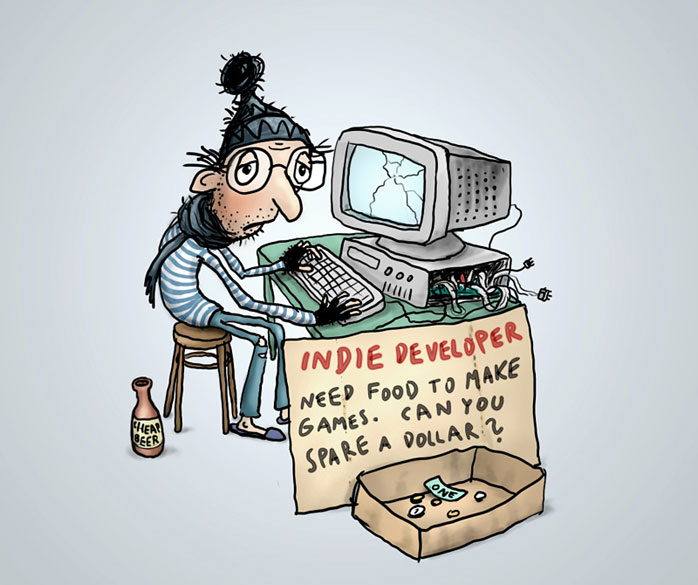 INDIE DEVELOPER
NEED FOOD TO MAKE
GAMES. CAN YOU
SPARE A DOLLAR?
CHEAP
BEER
ONE